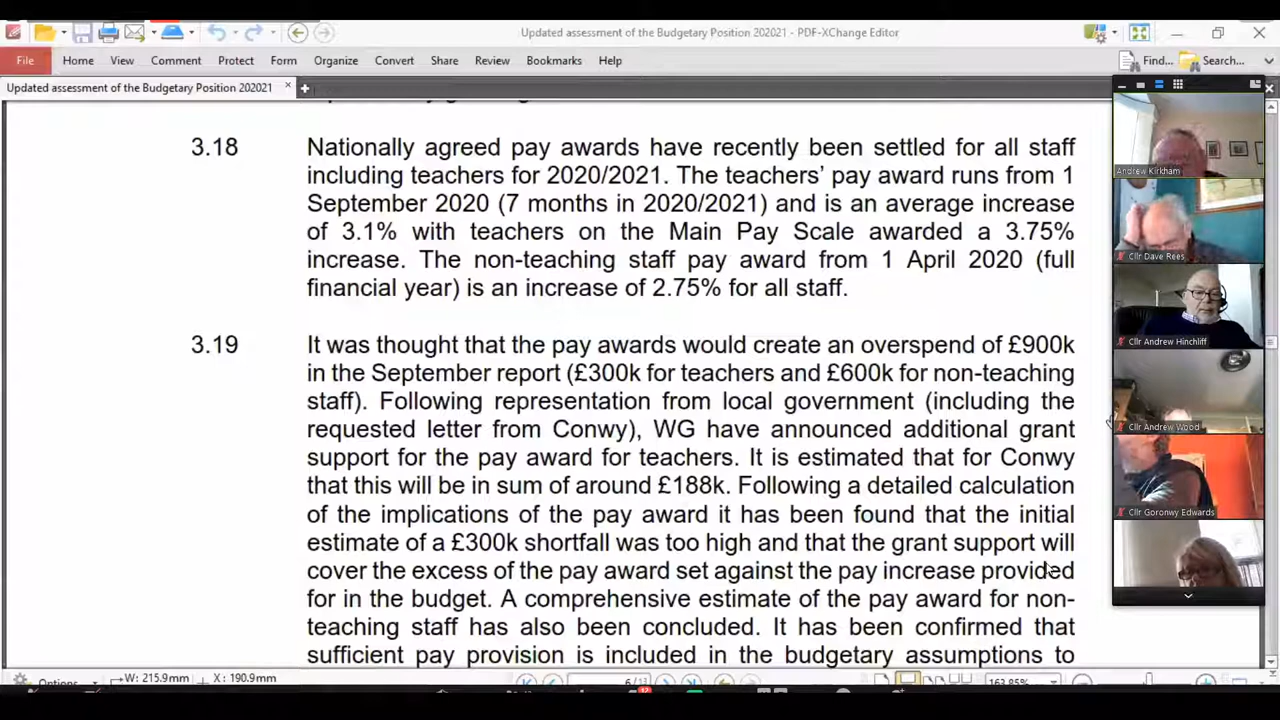 Updated assessment of the Budgetary Position 202021 - PDF-XChange Editor
File Home View Comment Protect Form Organize Convert Share Review Bookmarks Help
Find... Search...
Updated assessment of the Budgetary Position 202021
3.18 Nationally agreed pay awards have recently been settled for all staff
including teachers for 2020/2021. The teachers' pay award runs from 1
September 2020 (7 months in 2020/2021) and is an average increase
of 3.1% with teachers on the Main Pay Scale awarded a 3.75%
increase. The non-teaching staff pay award from 1 April 2020 (full
financial year) is an increase of 2.75% for all staff.
3.19 It was thought that the pay awards would create an overspend of £900k
in the September report (£300k for teachers and £600k for non-teaching
staff). Following representation from local government (including the
requested letter from Conwy), WG have announced additional grant
support for the pay award for teachers. It is estimated that for Conwy
that this will be in sum of around £188k. Following a detailed calculation
of the implications of the pay award it has been found that the initial
estimate of a £300k shortfall was too high and that the grant support will
cover the excess of the pay award set against the pay increase provided
for in the budget. A comprehensive estimate of the pay award for non-
teaching staff has also been concluded. It has been confirmed that
sufficient pay provision is included in the budgetary assumptions to
Andrew Kirkham
Cllr Dave Rees
Cllr Andrew Hinchliff
Cllr Andrew Wood
Cllr Goronwy Edwards
Options
W: 215.9mm
X: 190.9mm
163.85%